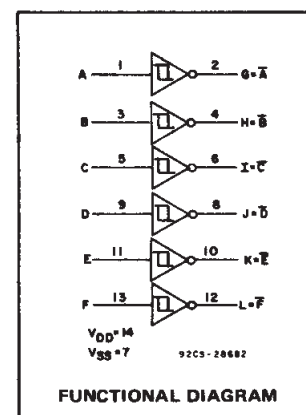 A 1 2 G=A̅
B 3 4 H=B̅
C 5 6 I=C̅
D 9 8 J=D̅
E 11 10 K=E̅
F 13 12 L=F̅
VDD=14
VSS=7 92CS-28682
FUNCTIONAL DIAGRAM